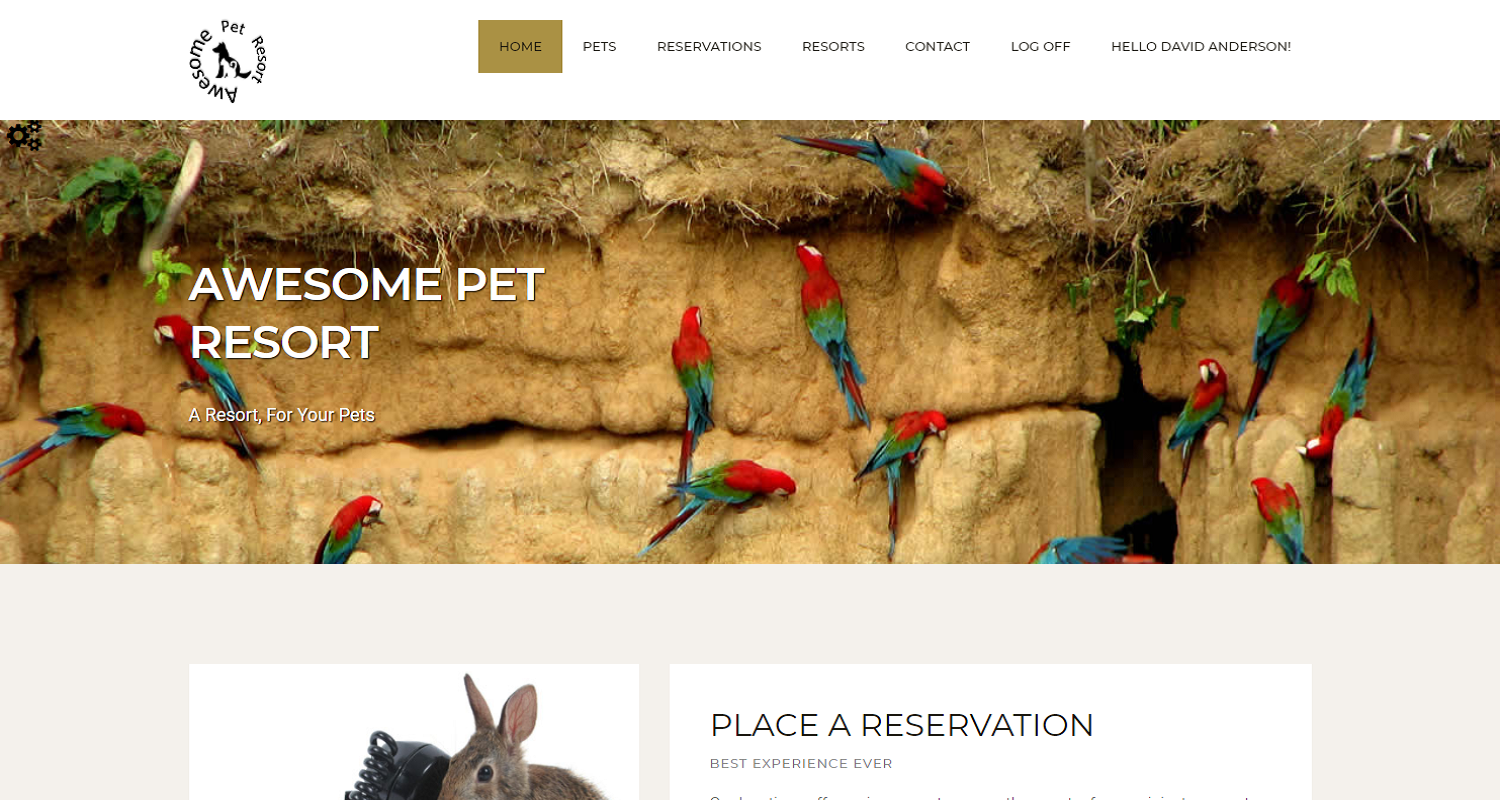 Awesome Pet Resort
HOME PETS RESERVATIONS RESORTS CONTACT LOG OFF HELLO DAVID ANDERSON!
AWESOME PET
RESORT
A Resort, For Your Pets
PLACE A RESERVATION
BEST EXPERIENCE EVER